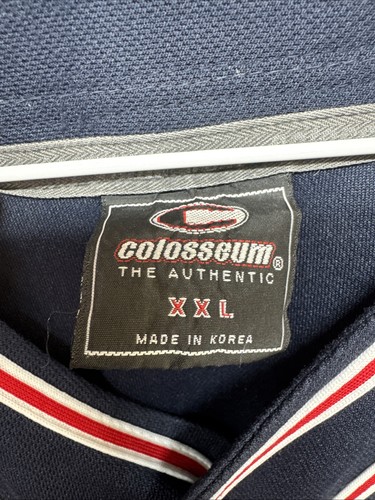 colosseum®
THE AUTHENTIC
XXL
MADE IN KOREA